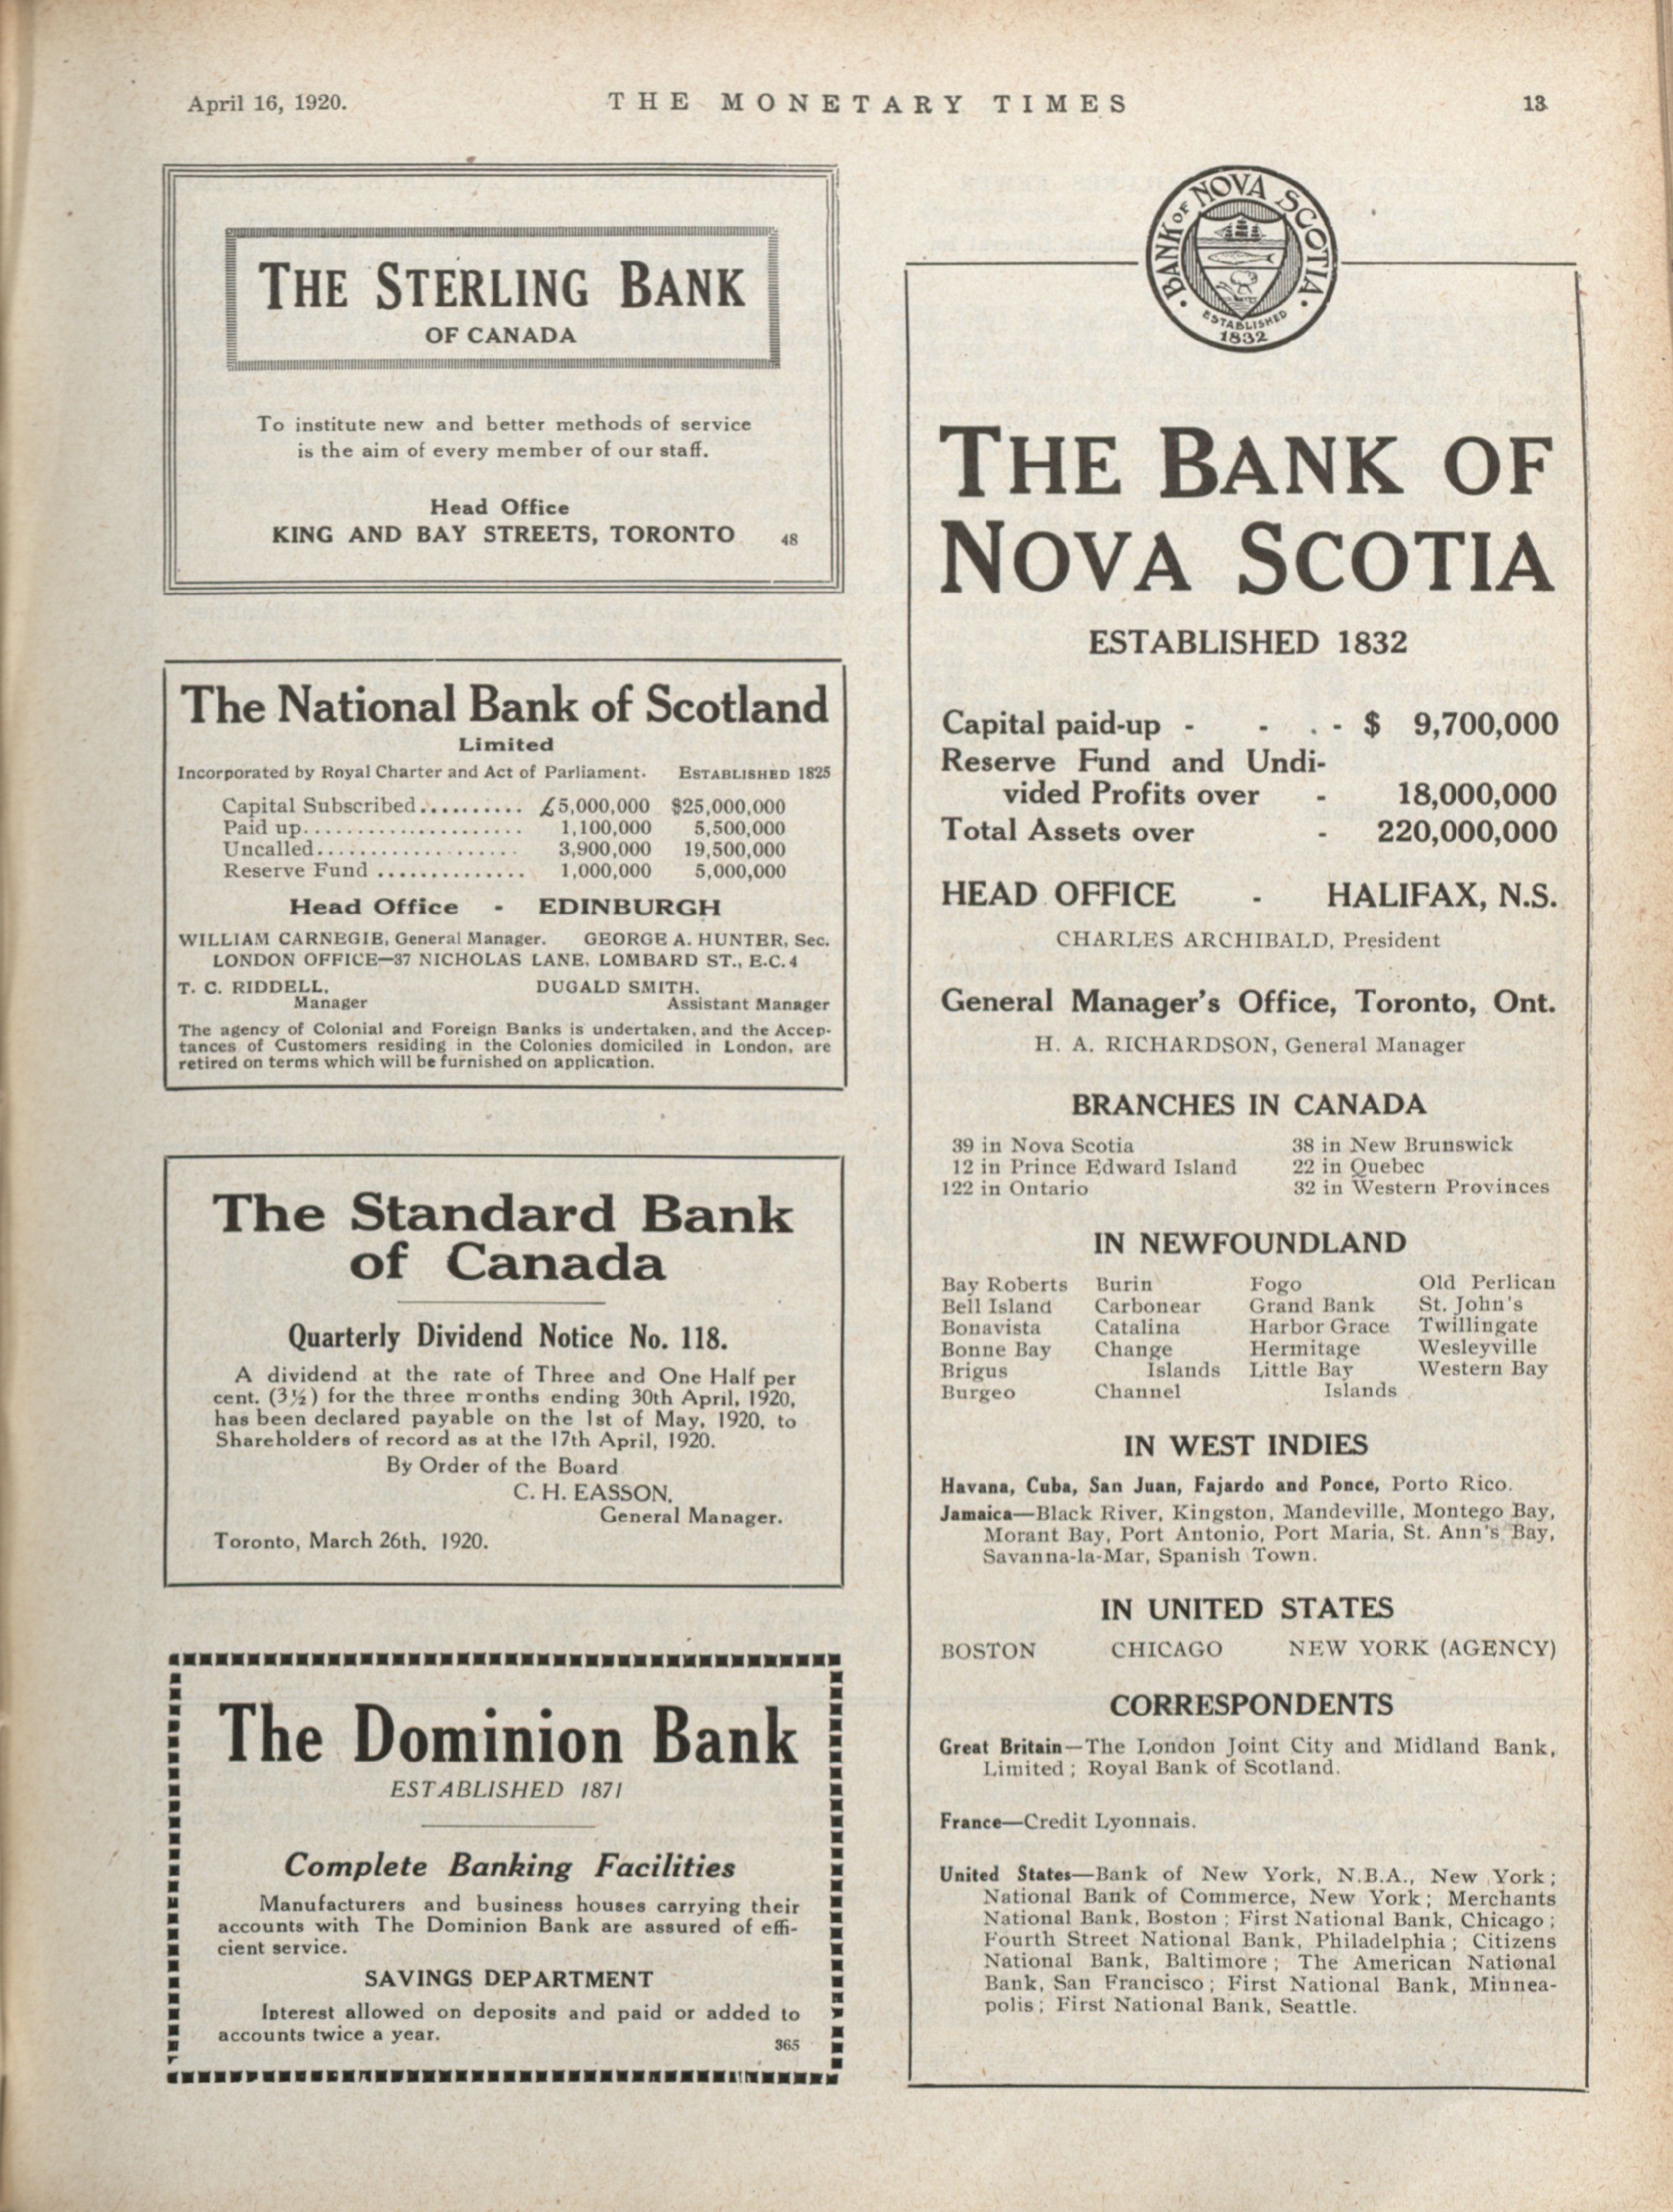 April 16, 1920.
THE MONETARY TIMES
13
THE STERLING BANK
OF CANADA
To institute new and better methods of service
is the aim of every member of our staff.
Head Office
KING AND BAY STREETS, TORONTO 48
The National Bank of Scotland
Limited
Incorporated by Royal Charter and Act of Parliament. ESTABLISHED 1825
Capital Subscribed.......... £5,000,000 $25,000,000
Paid up...................... 1,100,000 5,500,000
Uncalled.................... 3,900,000 19,500,000
Reserve Fund .............. 1,000,000 5,000,000
Head Office - EDINBURGH
WILLIAM CARNEGIE, General Manager. GEORGE A. HUNTER, Sec.
LONDON OFFICE—37 NICHOLAS LANE, LOMBARD ST., E.C.4
T. C. RIDDELL, DUGALD SMITH,
Manager Assistant Manager
The agency of Colonial and Foreign Banks is undertaken, and the Accep-
tances of Customers residing in the Colonies domiciled in London, are
retired on terms which will be furnished on application.
The Standard Bank
of Canada
Quarterly Dividend Notice No. 118.
A dividend at the rate of Three and One Half per
cent. (3½) for the three months ending 30th April, 1920,
has been declared payable on the 1st of May, 1920, to
Shareholders of record as at the 17th April, 1920.
By Order of the Board
C. H. EASSON,
General Manager.
Toronto, March 26th, 1920.
The Dominion Bank
ESTABLISHED 1871
Complete Banking Facilities
Manufacturers and business houses carrying their
accounts with The Dominion Bank are assured of effi-
cient service.
SAVINGS DEPARTMENT
Interest allowed on deposits and paid or added to
accounts twice a year.
365
BANK OF NOVA SCOTIA
ESTABLISHED
1832
THE BANK OF
NOVA SCOTIA
ESTABLISHED 1832
Capital paid-up - - - $ 9,700,000
Reserve Fund and Undi-
vided Profits over - 18,000,000
Total Assets over - 220,000,000
HEAD OFFICE - HALIFAX, N.S.
CHARLES ARCHIBALD, President
General Manager's Office, Toronto, Ont.
H. A. RICHARDSON, General Manager
BRANCHES IN CANADA
39 in Nova Scotia 38 in New Brunswick
12 in Prince Edward Island 22 in Quebec
122 in Ontario 32 in Western Provinces
IN NEWFOUNDLAND
Bay Roberts Burin Fogo Old Perlican
Bell Island Carbonear Grand Bank St. John's
Bonavista Catalina Harbor Grace Twillingate
Bonne Bay Change Hermitage Wesleyville
Brigus Islands Little Bay Western Bay
Burgeo Channel Islands
IN WEST INDIES
Havana, Cuba, San Juan, Fajardo and Ponce, Porto Rico.
Jamaica—Black River, Kingston, Mandeville, Montego Bay,
Morant Bay, Port Antonio, Port Maria, St. Ann's Bay,
Savanna-la-Mar, Spanish Town.
IN UNITED STATES
BOSTON CHICAGO NEW YORK (AGENCY)
CORRESPONDENTS
Great Britain—The London Joint City and Midland Bank,
Limited; Royal Bank of Scotland.
France—Credit Lyonnais.
United States—Bank of New York, N.B.A., New York;
National Bank of Commerce, New York; Merchants
National Bank, Boston; First National Bank, Chicago;
Fourth Street National Bank, Philadelphia; Citizens
National Bank, Baltimore; The American National
Bank, San Francisco; First National Bank, Minnea-
polis; First National Bank, Seattle.